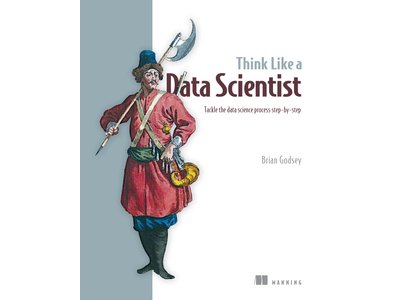 Think Like a
Data Scientist
Tackle the data science process step-by-step
Brian Godsey
MANNING